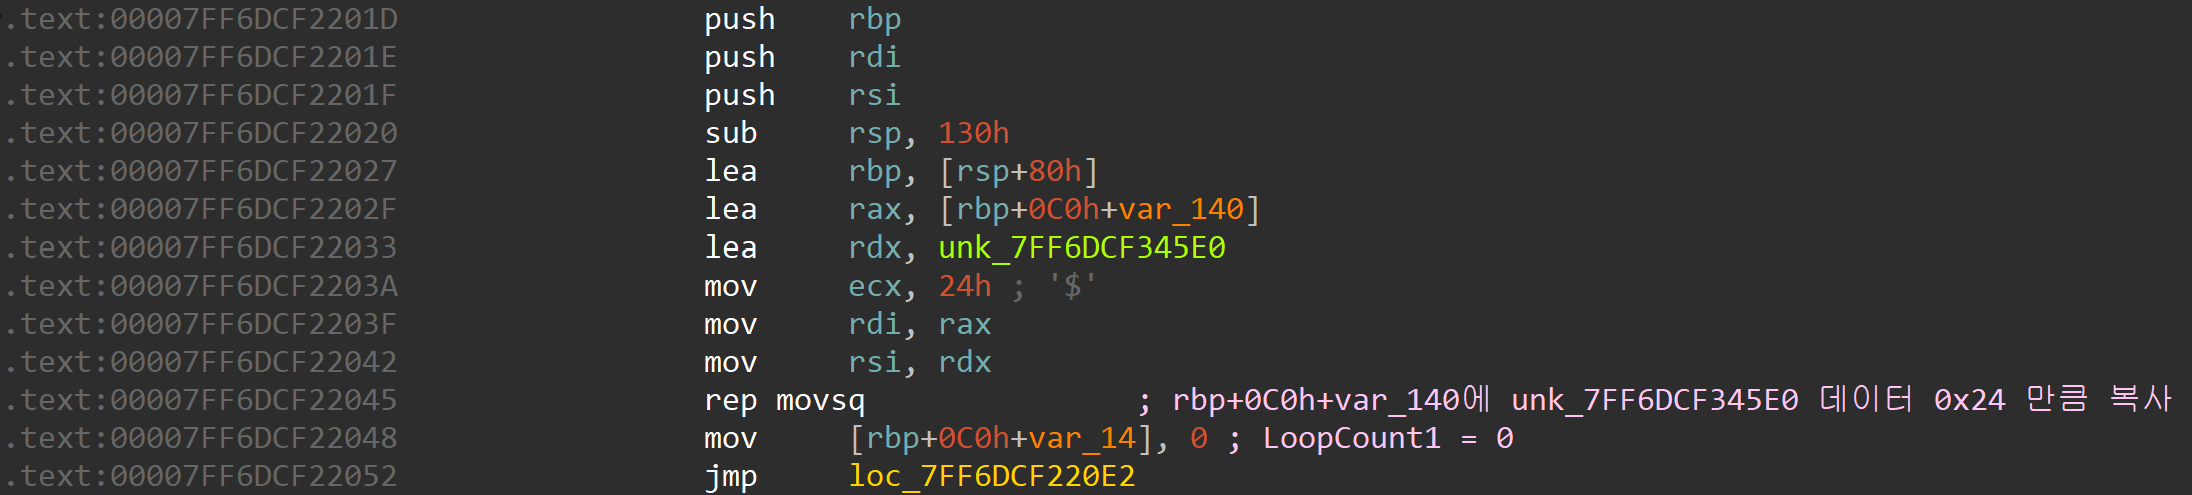 .text:00007FF6DCF2201D push rbp
.text:00007FF6DCF2201E push rdi
.text:00007FF6DCF2201F push rsi
.text:00007FF6DCF22020 sub rsp, 130h
.text:00007FF6DCF22027 lea rbp, [rsp+80h]
.text:00007FF6DCF2202F lea rax, [rbp+0C0h+var_140]
.text:00007FF6DCF22033 lea rdx, unk_7FF6DCF345E0
.text:00007FF6DCF2203A mov ecx, 24h ; '$'
.text:00007FF6DCF2203F mov rdi, rax
.text:00007FF6DCF22042 mov rsi, rdx
.text:00007FF6DCF22045 rep movsq ; rbp+0C0h+var_140에 unk_7FF6DCF345E0 데이터 0x24 만큼 복사
.text:00007FF6DCF22048 mov [rbp+0C0h+var_14], 0 ; LoopCount1 = 0
.text:00007FF6DCF22052 jmp loc_7FF6DCF220E2